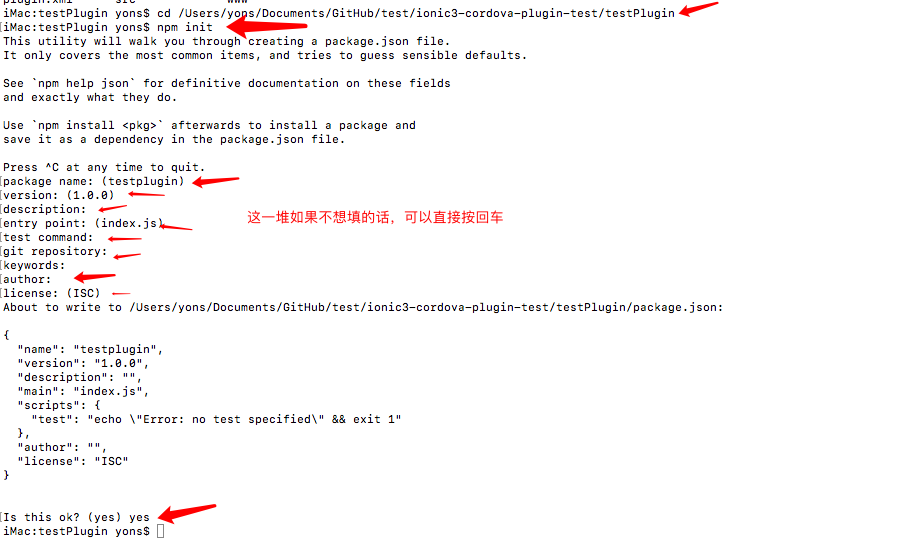 plugin.xml src www
iMac:testPlugin yons$ cd /Users/yons/Documents/GitHub/test/ionic3-cordova-plugin-test/testPlugin
[iMac:testPlugin yons$ npm init
This utility will walk you through creating a package.json file.
It only covers the most common items, and tries to guess sensible defaults.
See `npm help json` for definitive documentation on these fields
and exactly what they do.
Use `npm install <pkg>` afterwards to install a package and
save it as a dependency in the package.json file.
Press ^C at any time to quit.
[package name: (testplugin)
[version: (1.0.0)
[description:
[entry point: (index.js)
这一堆如果不想填的话，可以直接按回车
[test command:
[git repository:
[keywords:
[author:
[license: (ISC)
About to write to /Users/yons/Documents/GitHub/test/ionic3-cordova-plugin-test/testPlugin/package.json:
{
"name": "testplugin",
"version": "1.0.0",
"description": "",
"main": "index.js",
"scripts": {
"test": "echo \"Error: no test specified\" && exit 1"
},
"author": "",
"license": "ISC"
}
[Is this ok? (yes) yes
iMac:testPlugin yons$